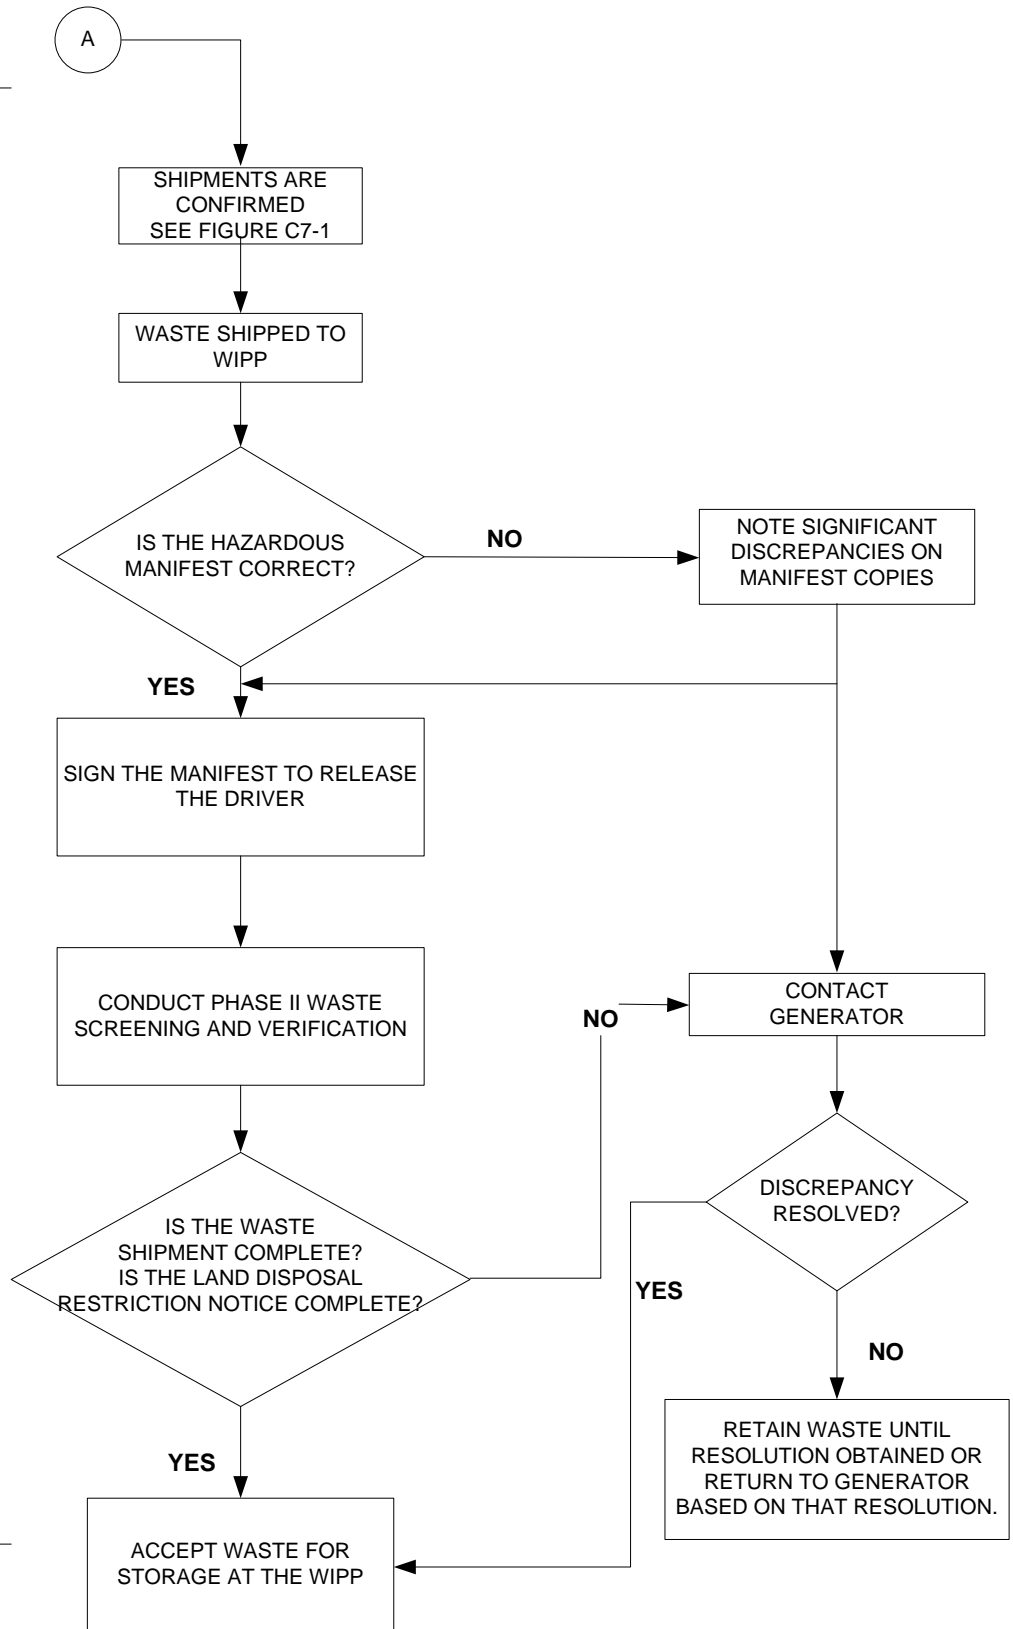 A
SHIPMENTS ARE
CONFIRMED
SEE FIGURE C7-1
WASTE SHIPPED TO
WIPP
IS THE HAZARDOUS
MANIFEST CORRECT?
NO
NOTE SIGNIFICANT
DISCREPANCIES ON
MANIFEST COPIES
YES
SIGN THE MANIFEST TO RELEASE
THE DRIVER
CONDUCT PHASE II WASTE
SCREENING AND VERIFICATION
NO
CONTACT
GENERATOR
IS THE WASTE
SHIPMENT COMPLETE?
IS THE LAND DISPOSAL
RESTRICTION NOTICE COMPLETE?
DISCREPANCY
RESOLVED?
YES
NO
YES
RETAIN WASTE UNTIL
RESOLUTION OBTAINED OR
RETURN TO GENERATOR
BASED ON THAT RESOLUTION.
ACCEPT WASTE FOR
STORAGE AT THE WIPP